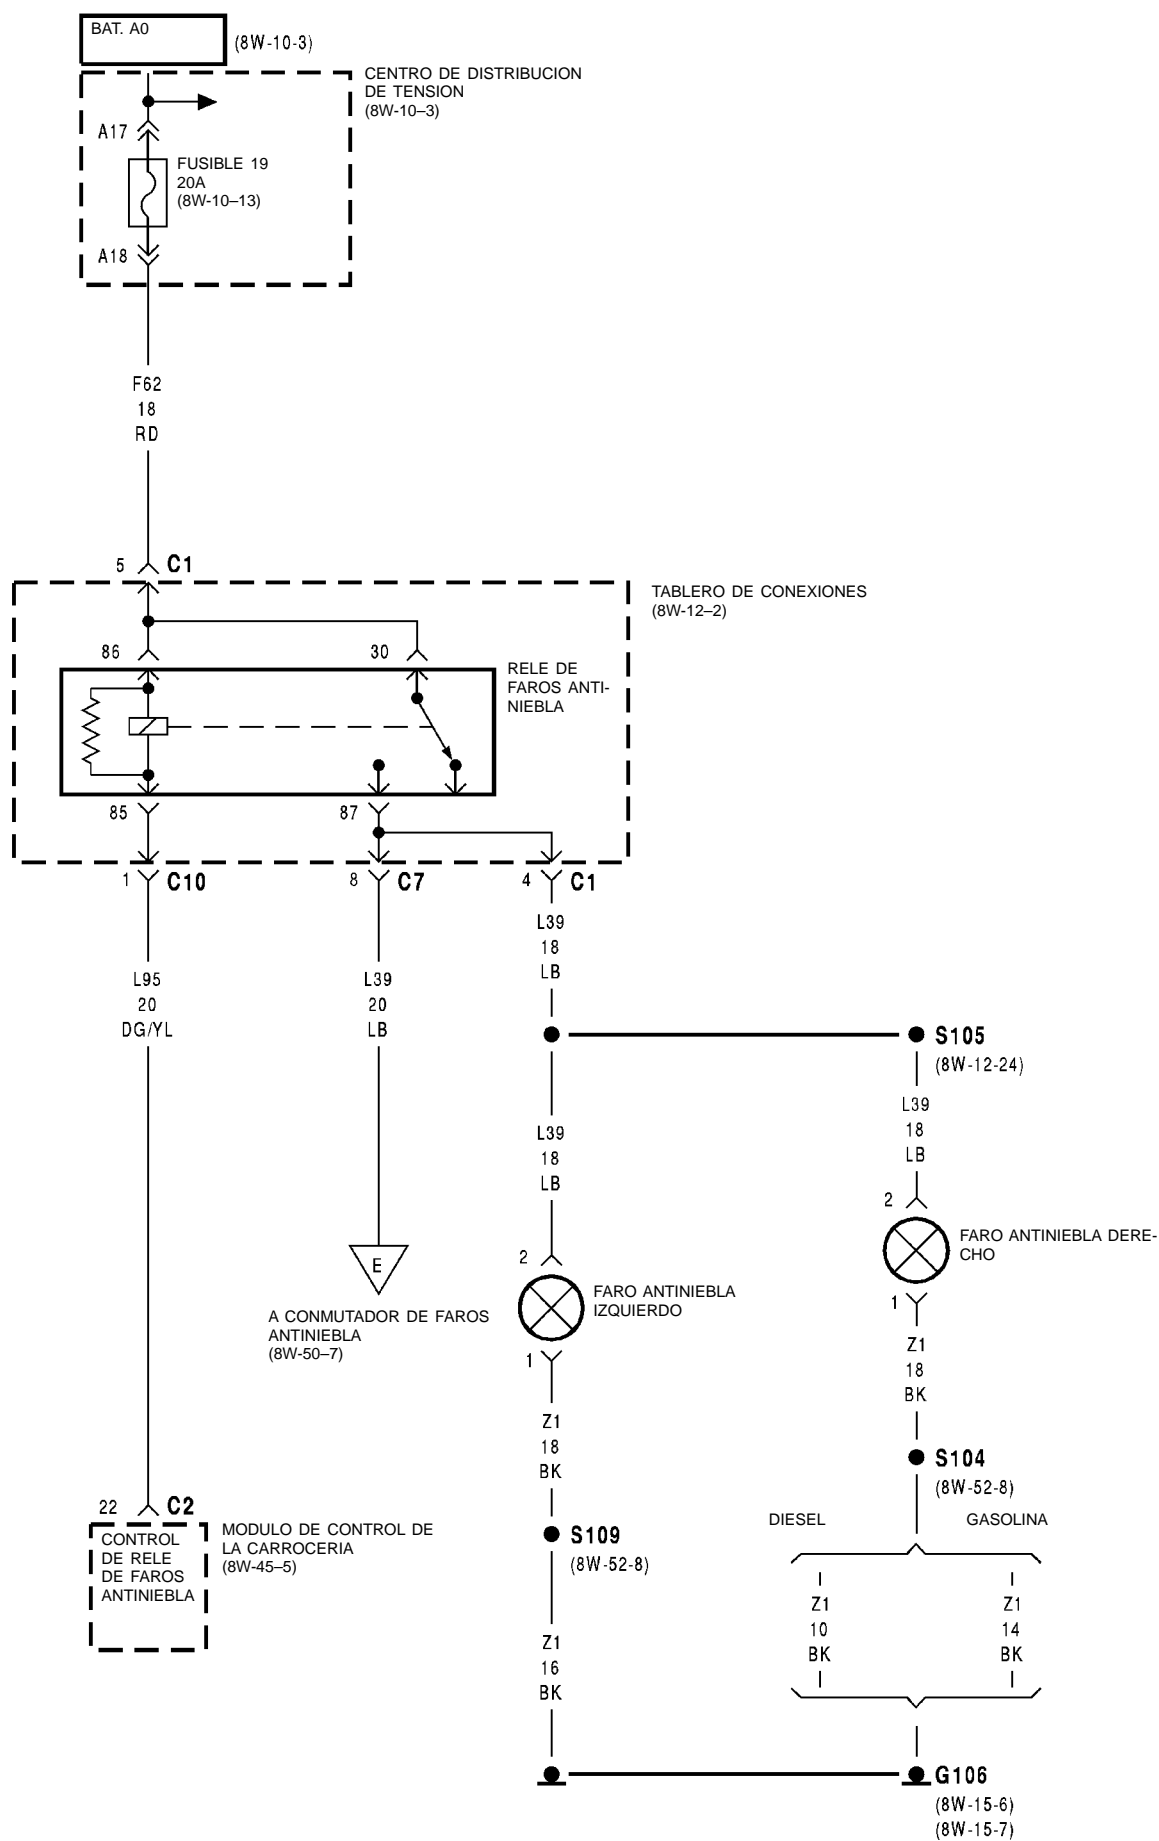 BAT. A0
(8W-10-3)
CENTRO DE DISTRIBUCION
DE TENSION
(8W-10–3)
A17
FUSIBLE 19
20A
(8W-10–13)
A18
F62
18
RD
5 C1
TABLERO DE CONEXIONES
(8W-12–2)
86
30
RELE DE
FAROS ANTI-
NIEBLA
85
87
1 C10
8 C7
4 C1
L39
18
LB
L95
20
DG/YL
L39
20
LB
S105
(8W-12-24)
L39
18
LB
L39
18
LB
2
FARO ANTINIEBLA DERE-
CHO
1
E
A CONMUTADOR DE FAROS
ANTINIEBLA
(8W-50–7)
2
FARO ANTINIEBLA
IZQUIERDO
1
Z1
18
BK
Z1
18
BK
S104
(8W-52-8)
22 C2
CONTROL
DE RELE
DE FAROS
ANTINIEBLA
MODULO DE CONTROL DE
LA CARROCERIA
(8W-45–5)
S109
(8W-52-8)
DIESEL
GASOLINA
Z1
10
BK
Z1
14
BK
Z1
16
BK
G106
(8W-15-6)
(8W-15-7)